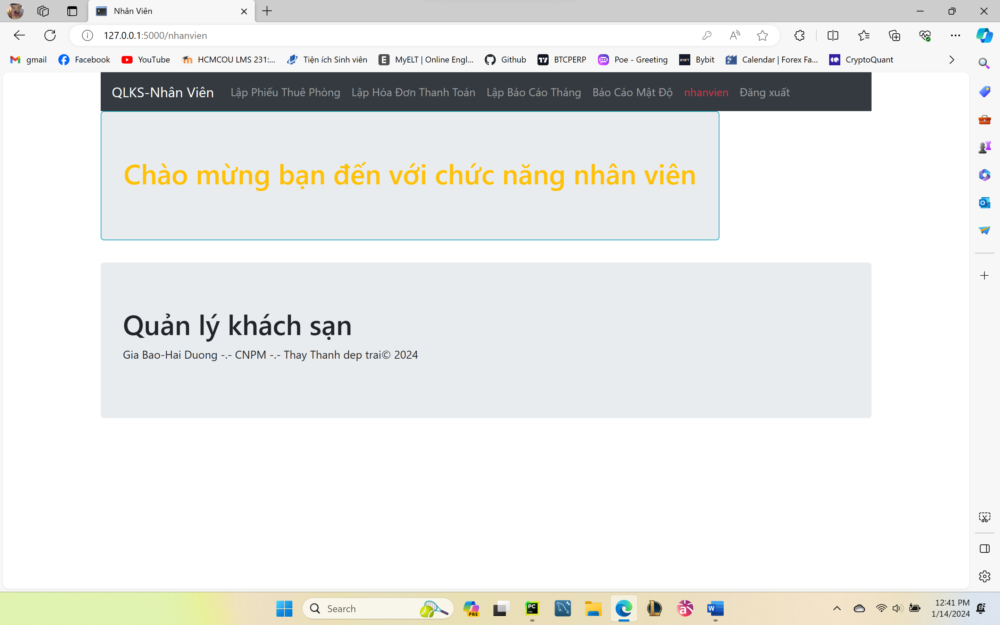 Nhân Viên
127.0.0.1:5000/nhanvien
gmail Facebook YouTube HCMCOU LMS 231:... Tiện ích Sinh viên MyELT | Online Engl... Github BTCPERP Poe - Greeting Bybit Calendar | Forex Fa... CryptoQuant
QLKS-Nhân Viên Lập Phiếu Thuê Phòng Lập Hóa Đơn Thanh Toán Lập Báo Cáo Tháng Báo Cáo Mật Độ nhanvien Đăng xuất
Chào mừng bạn đến với chức năng nhân viên
Quản lý khách sạn
Gia Bao-Hai Duong -.- CNPM -.- Thay Thanh dep trai© 2024
Search
PRE
12:41 PM
1/14/2024